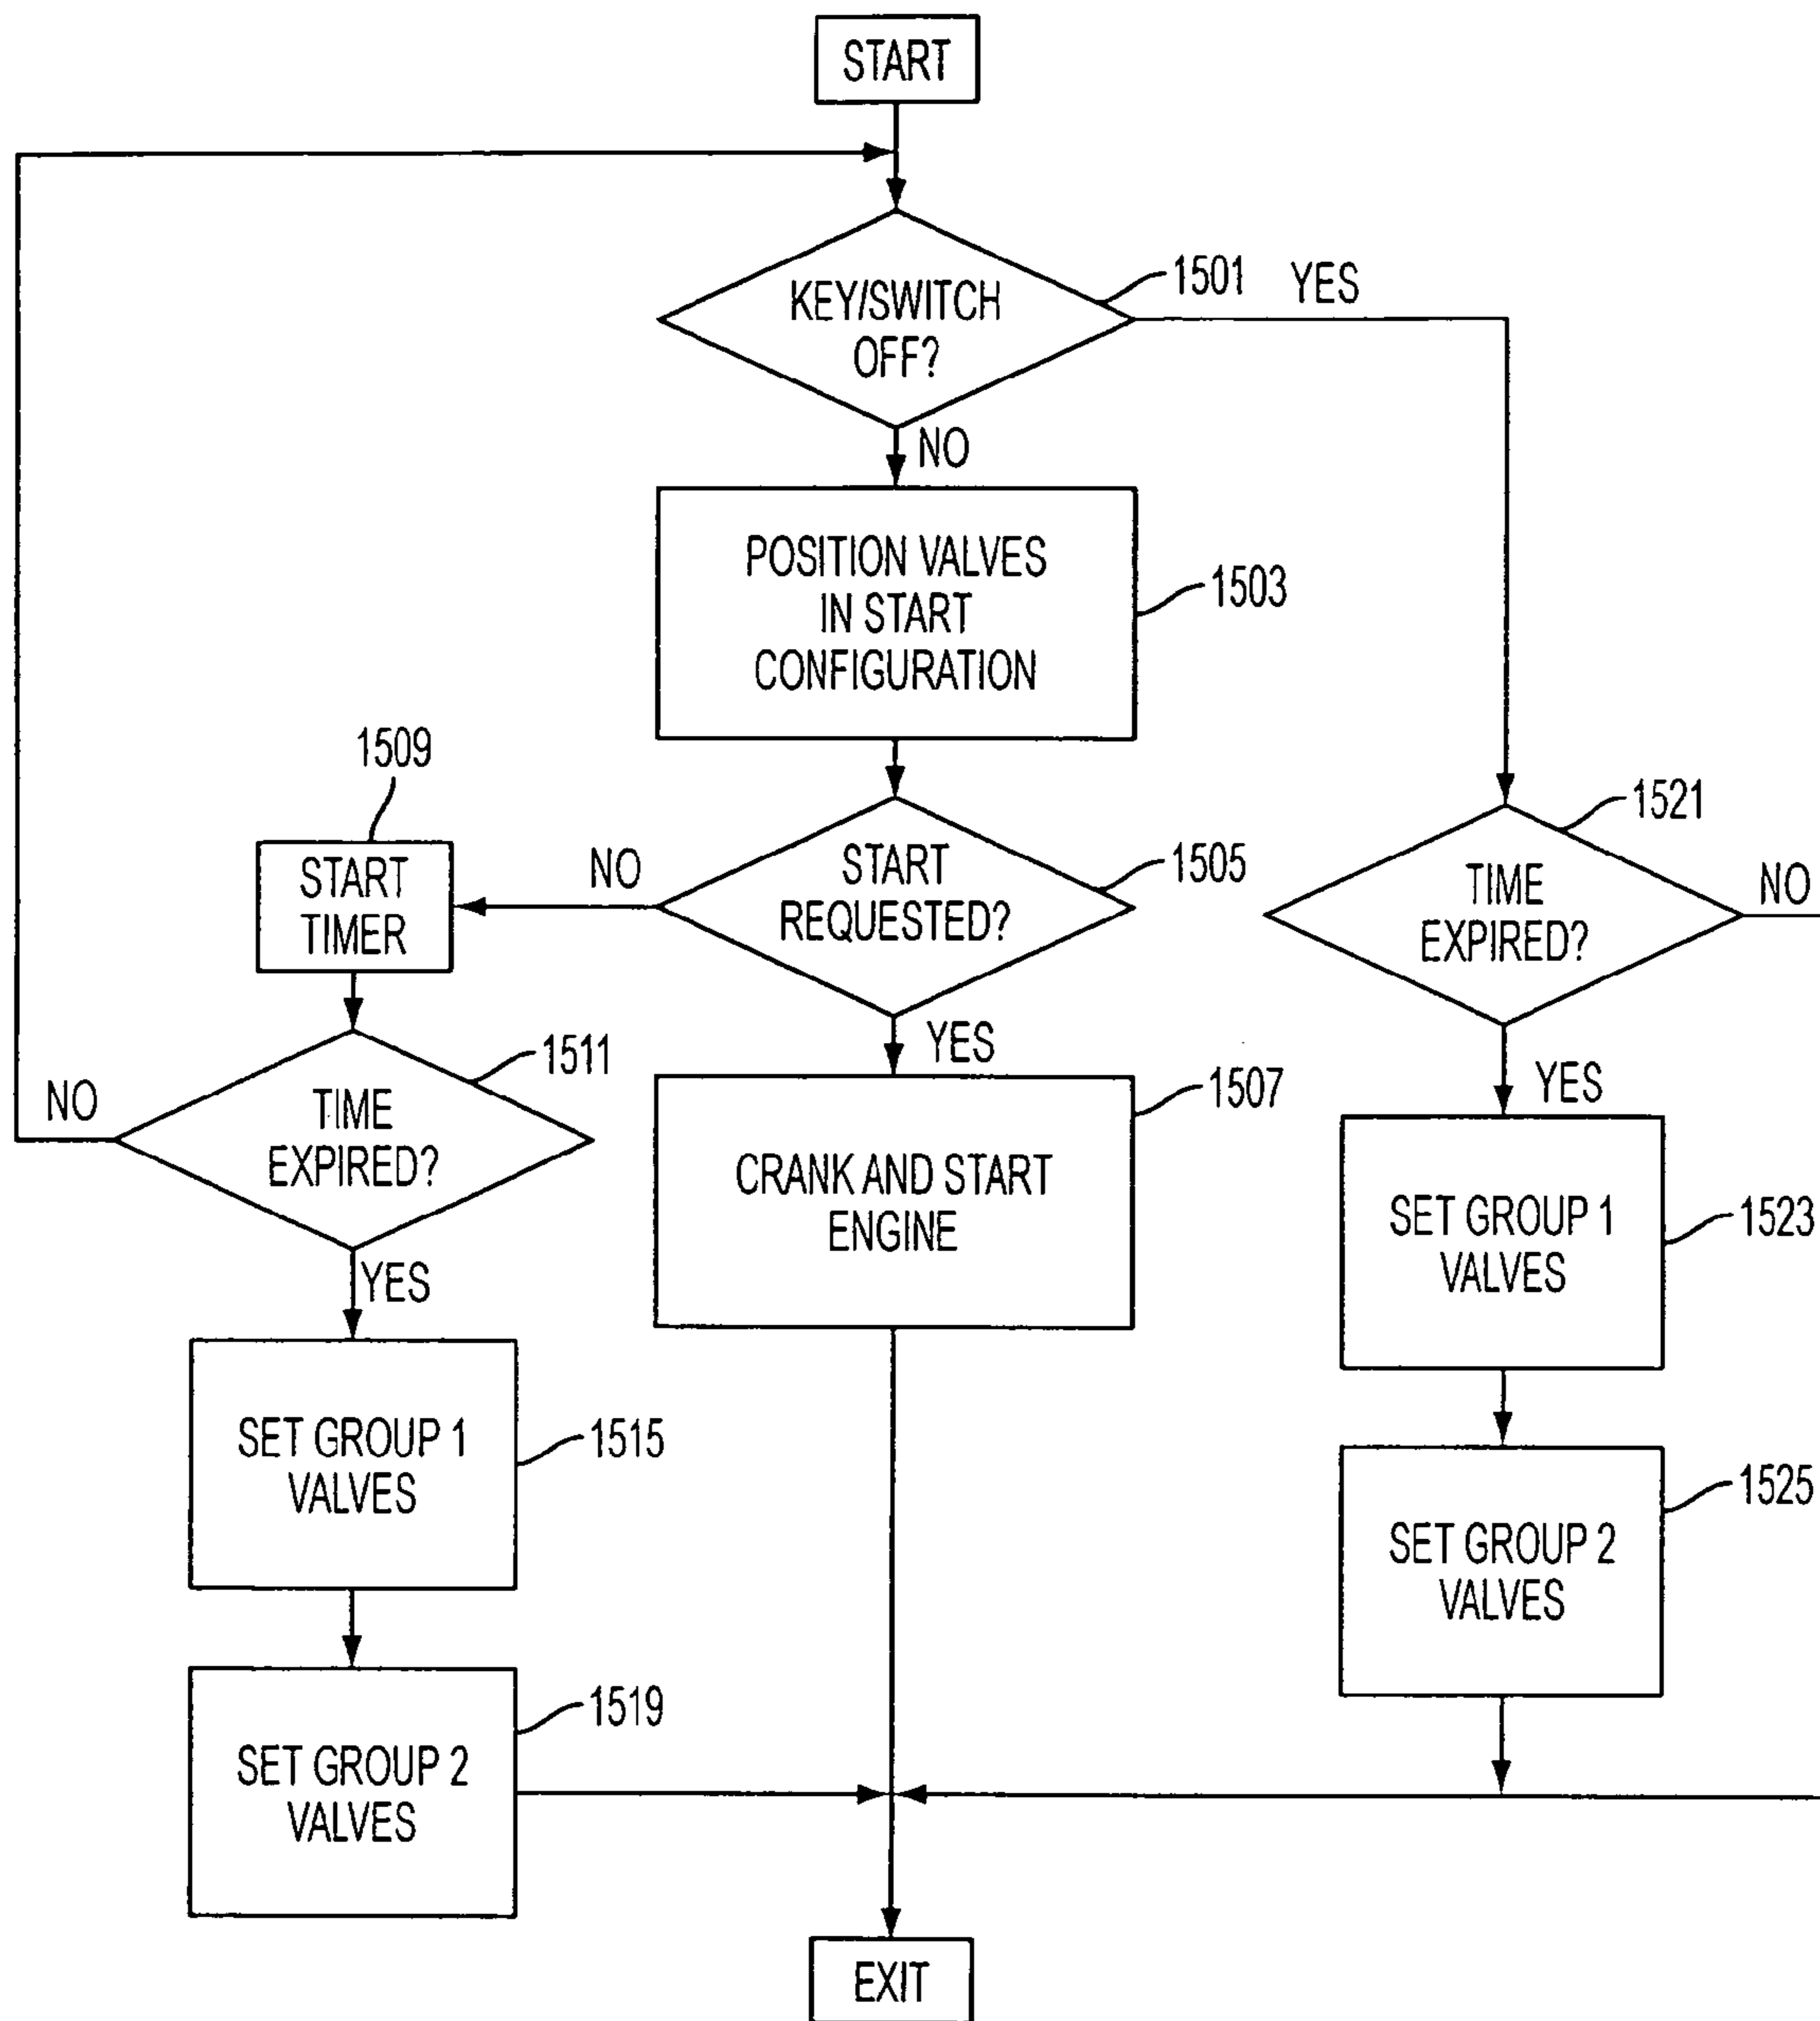 START
1501
YES
KEY/SWITCH
OFF?
NO
POSITION VALVES
IN START
CONFIGURATION
1503
1509
START
TIMER
NO
START
REQUESTED?
1505
1521
TIME
EXPIRED?
NO
1511
NO
TIME
EXPIRED?
YES
YES
CRANK AND START
ENGINE
1507
YES
SET GROUP 1
VALVES
1523
SET GROUP 1
VALVES
1515
SET GROUP 2
VALVES
1525
SET GROUP 2
VALVES
1519
EXIT